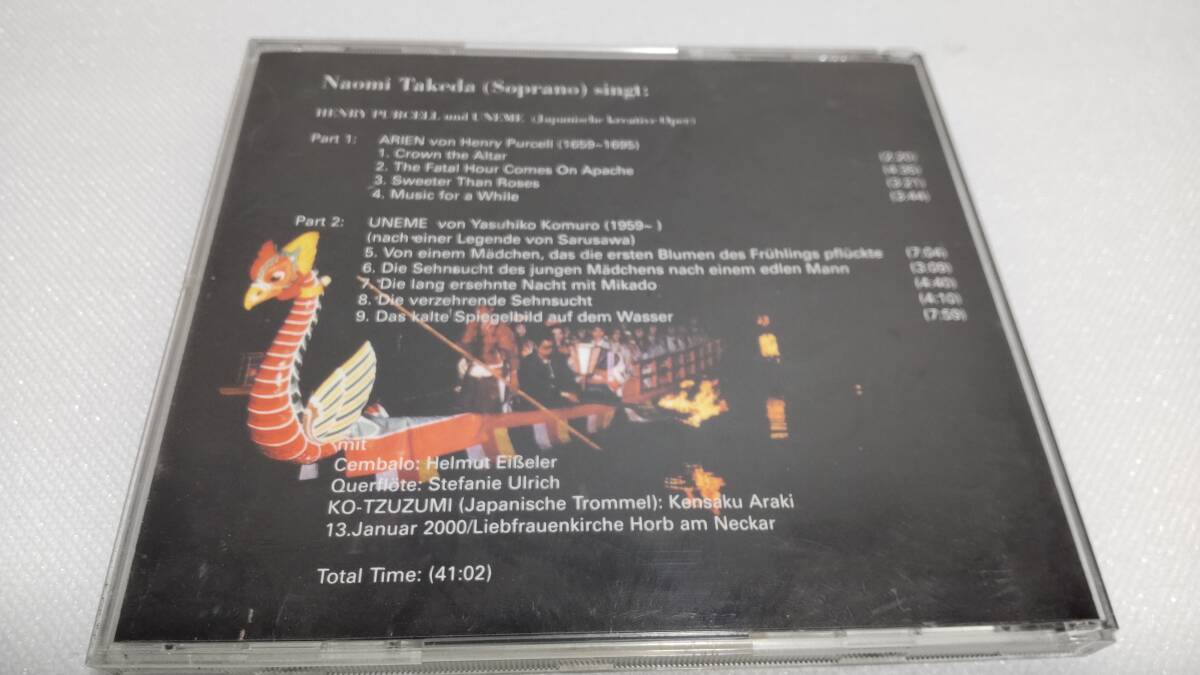 Naomi Takeda (Soprano) singt:
HENRY PURCELL und UNEME (Japanische kreative Oper)
Part 1: ARIEN von Henry Purcell (1659~1695)
1. Crown the Altar
2. The Fatal Hour Comes On Apache (4:35)
3. Sweeter Than Roses (3:21)
4. Music for a While (3:44)
Part 2: UNEME von Yasuhiko Komuro (1959~ )
(nach einer Legende von Sarusawa)
5. Von einem Mädchen, das die ersten Blumen des Frühlings pflückte (7:04)
6. Die Sehnsucht des jungen Mädchens nach einem edlen Mann (3:59)
7. Die lang ersehnte Nacht mit Mikado (4:40)
8. Die verzehrende Sehnsucht (4:10)
9. Das kalte Spiegelbild auf dem Wasser (7:59)
mit
Cembalo: Helmut Eißeler
Querflöte: Stefanie Ulrich
KO-TZUZUMI (Japanische Trommel): Kensaku Araki
13.Januar 2000/Liebfrauenkirche Horb am Neckar
Total Time: (41:02)